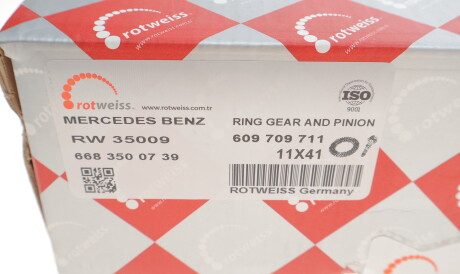 rotweiss
rotweiss. www.rotweiss.com.tr
ISO
9001
MERCEDES BENZ
RING GEAR AND PINION
RW 35009
609 709 711
668 350 07 39
11X41
ROTWEISS Germany
rotweiss